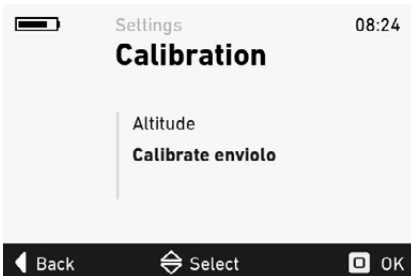 Settings 08:24
Calibration
Altitude
Calibrate enviolo
Back Select OK